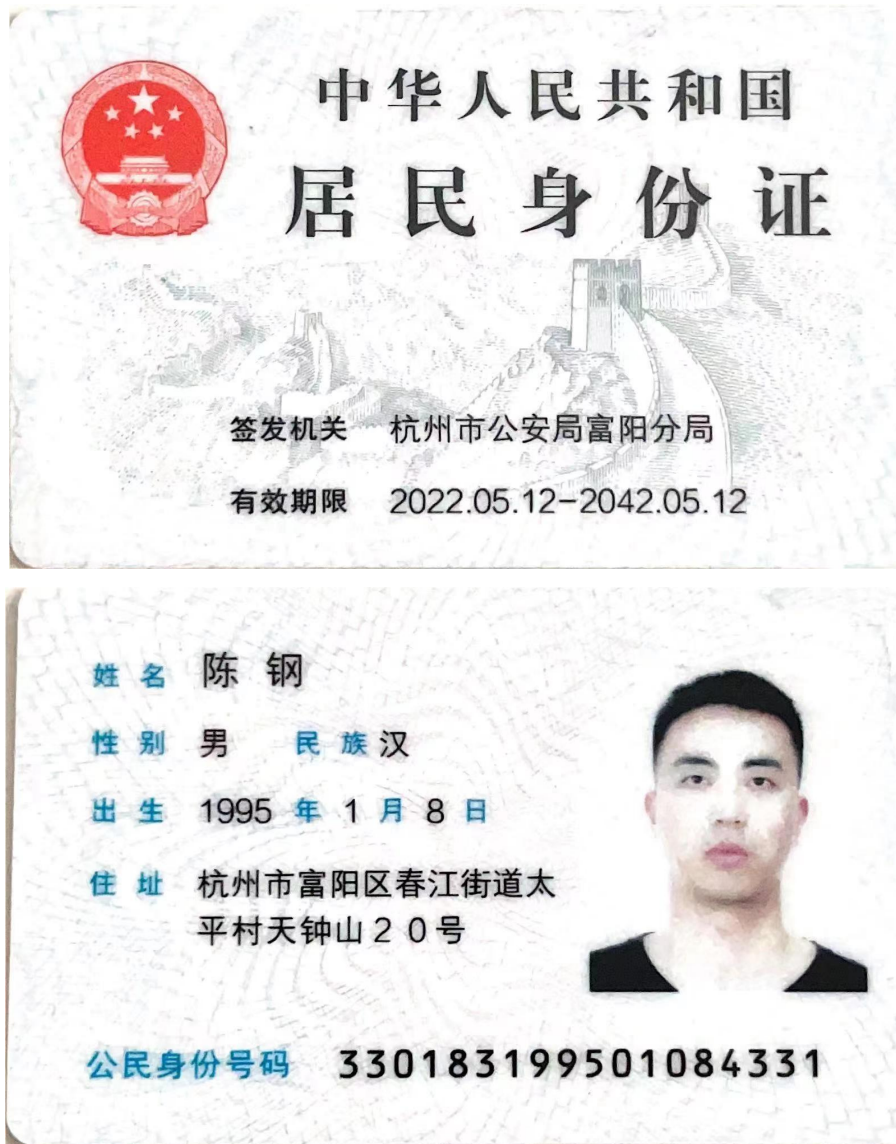 中华人民共和国
居民身份证
签发机关 杭州市公安局富阳分局
有效期限 2022.05.12-2042.05.12
姓名 陈钢
性别 男 民族 汉
出生 1995 年 1 月 8 日
住址 杭州市富阳区春江街道太
平村天钟山20号
公民身份号码 330183199501084331